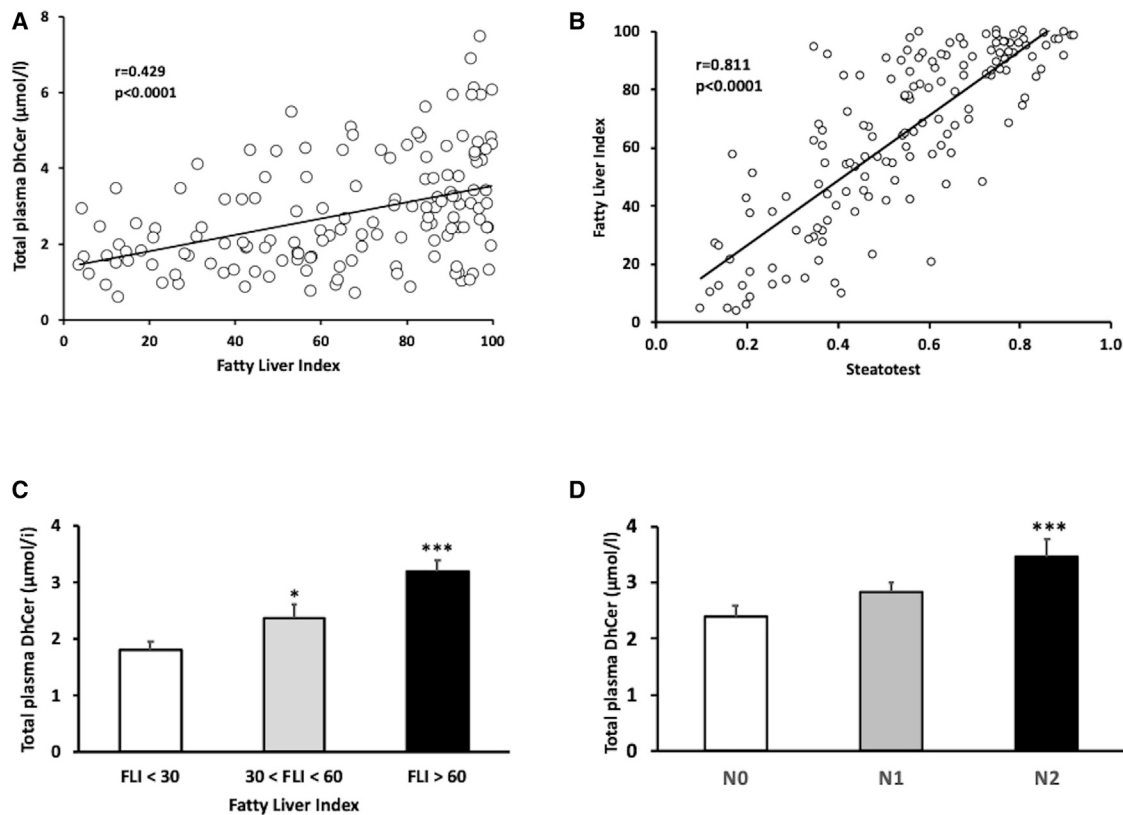 A
8
6
4
2
0
Total plasma DhCer (µmol/l)
r=0.429
p<0.0001
0 20 40 60 80 100
Fatty Liver Index
B
100
80
60
40
20
0
Fatty Liver Index
r=0.811
p<0.0001
0.0 0.2 0.4 0.6 0.8 1.0
Steatotest
C
4
3
2
1
0
Total plasma DhCer (µmol/i)
*
***
FLI < 30 30 < FLI < 60 FLI > 60
Fatty Liver Index
D
4
3
2
1
0
Total plasma DhCer (µmol/l)
***
N0 N1 N2